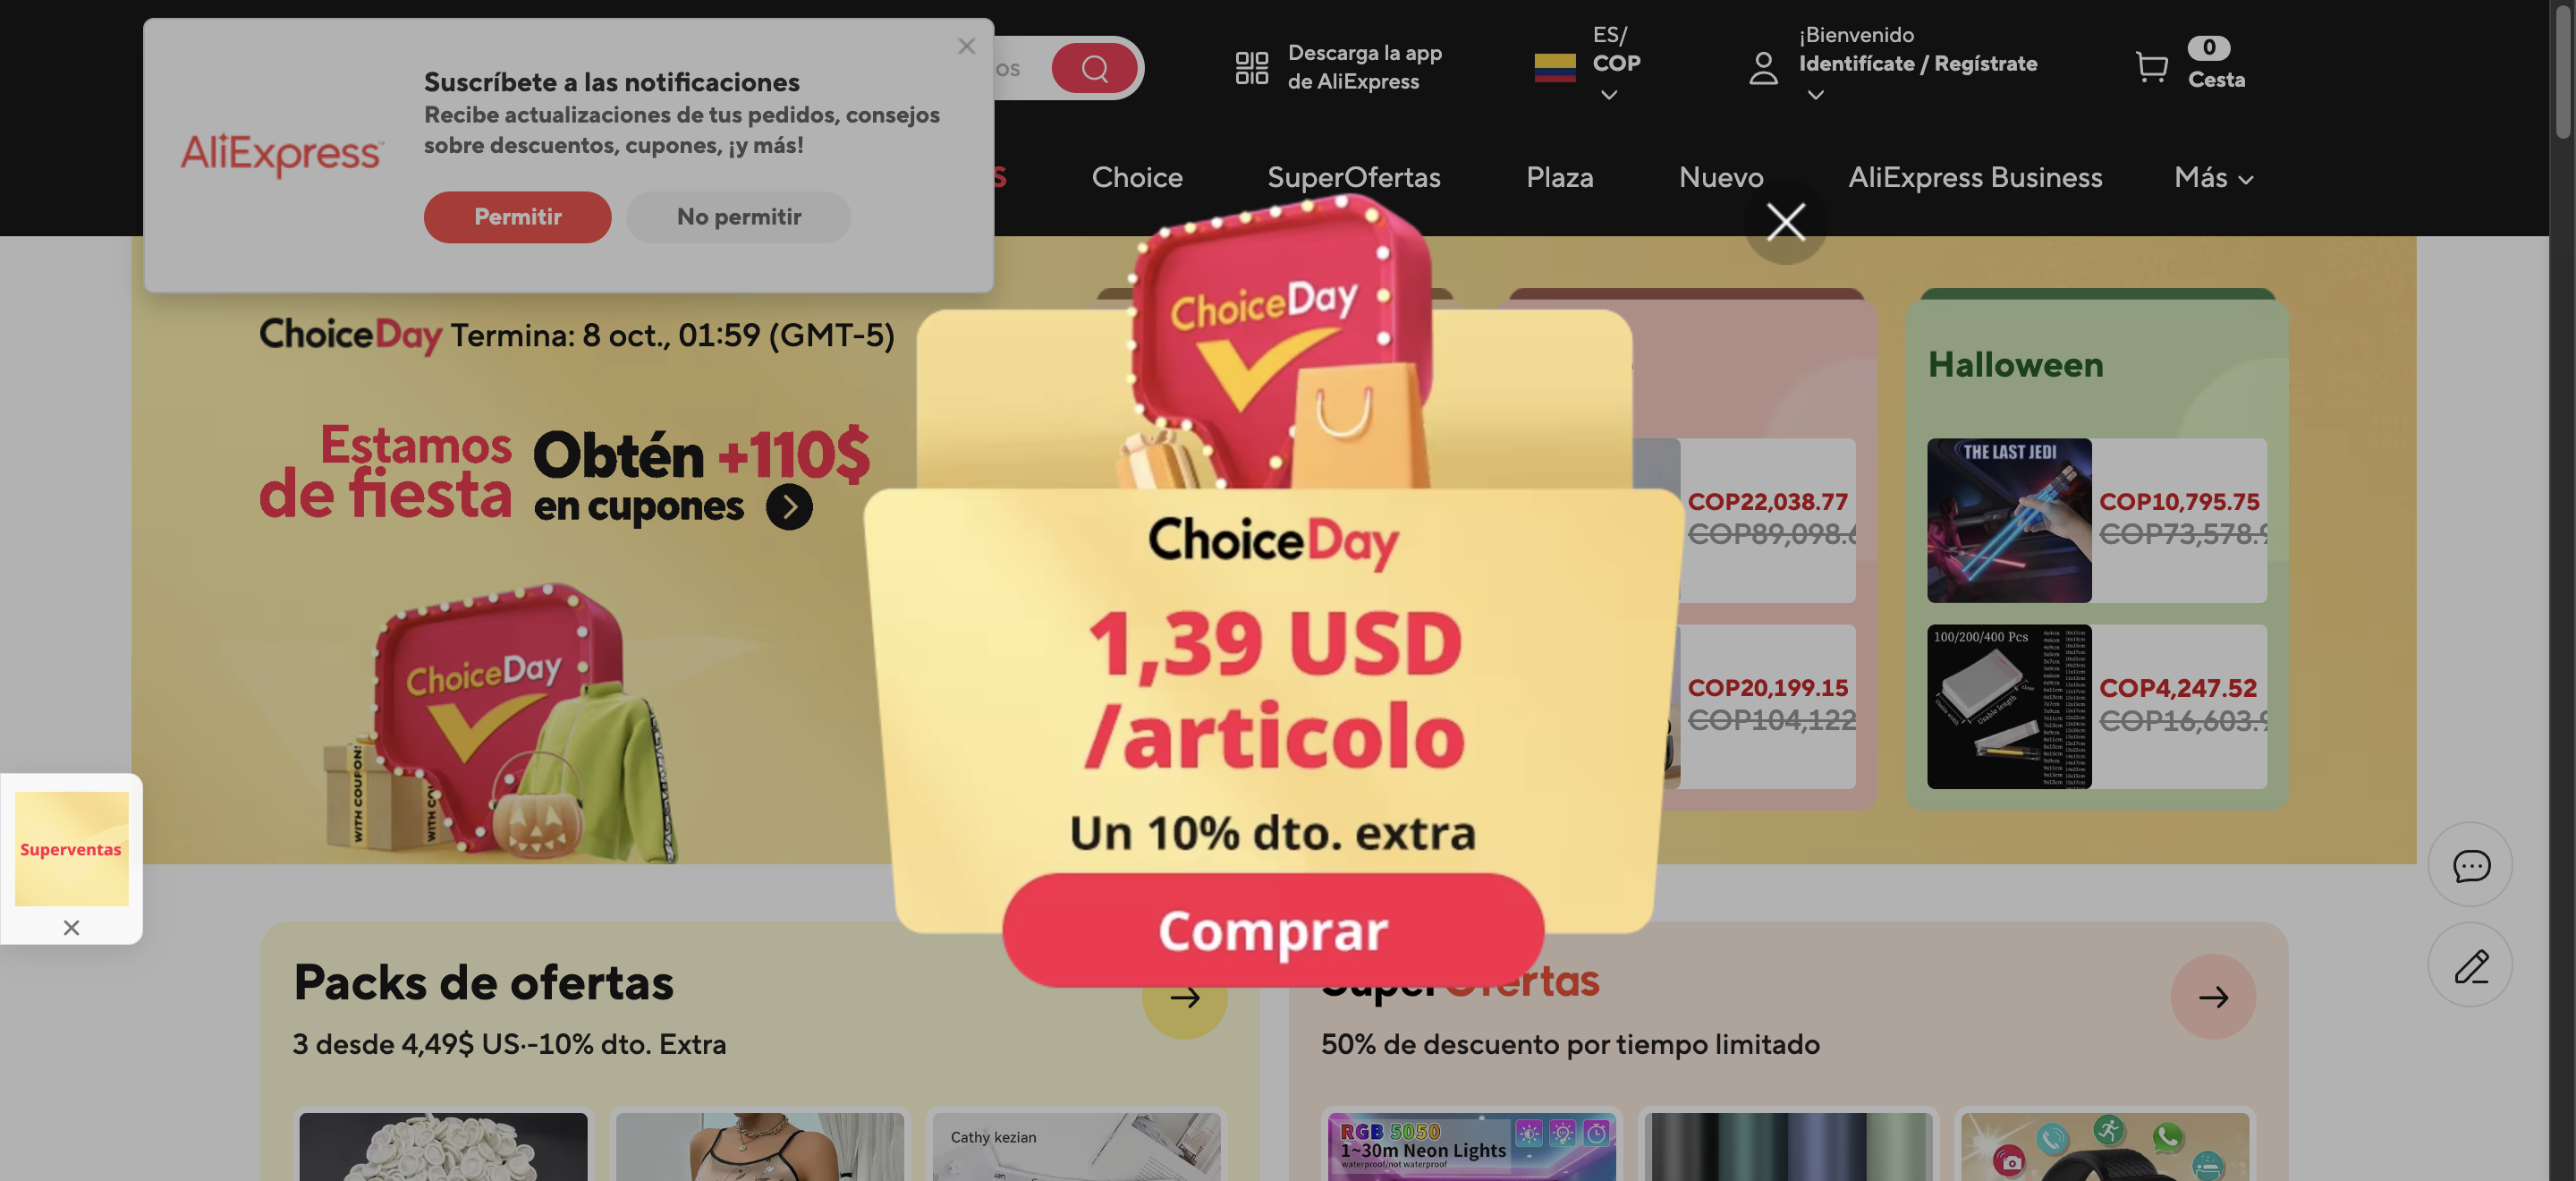 Suscríbete a las notificaciones
Recibe actualizaciones de tus pedidos, consejos
sobre descuentos, cupones, ¡y más!
AliExpress
Permitir
No permitir
os
Descarga la app
de AliExpress
ES/
COP
¡Bienvenido
Identifícate / Regístrate
0
Cesta
S
Choice
SuperOfertas
Plaza
Nuevo
AliExpress Business
Más
ChoiceDay Termina: 8 oct., 01:59 (GMT-5)
Estamos
de fiesta
Obtén +110$
en cupones
ChoiceDay
WITH COUPON!
ChoiceDay
ChoiceDay
1,39 USD
/articolo
Un 10% dto. extra
Comprar
COP22,038.77
COP89,098.
COP20,199.15
COP104,122
Halloween
THE LAST JEDI
COP10,795.75
COP73,578.9
100/200/400 Pcs
Usable width
Usable length
COP4,247.52
COP16,603.9
Superventas
Packs de ofertas
3 desde 4,49$ US·-10% dto. Extra
SuperOfertas
50% de descuento por tiempo limitado
Cathy kezian
RGB 5050
1~30m Neon Lights
waterproof/not waterproof